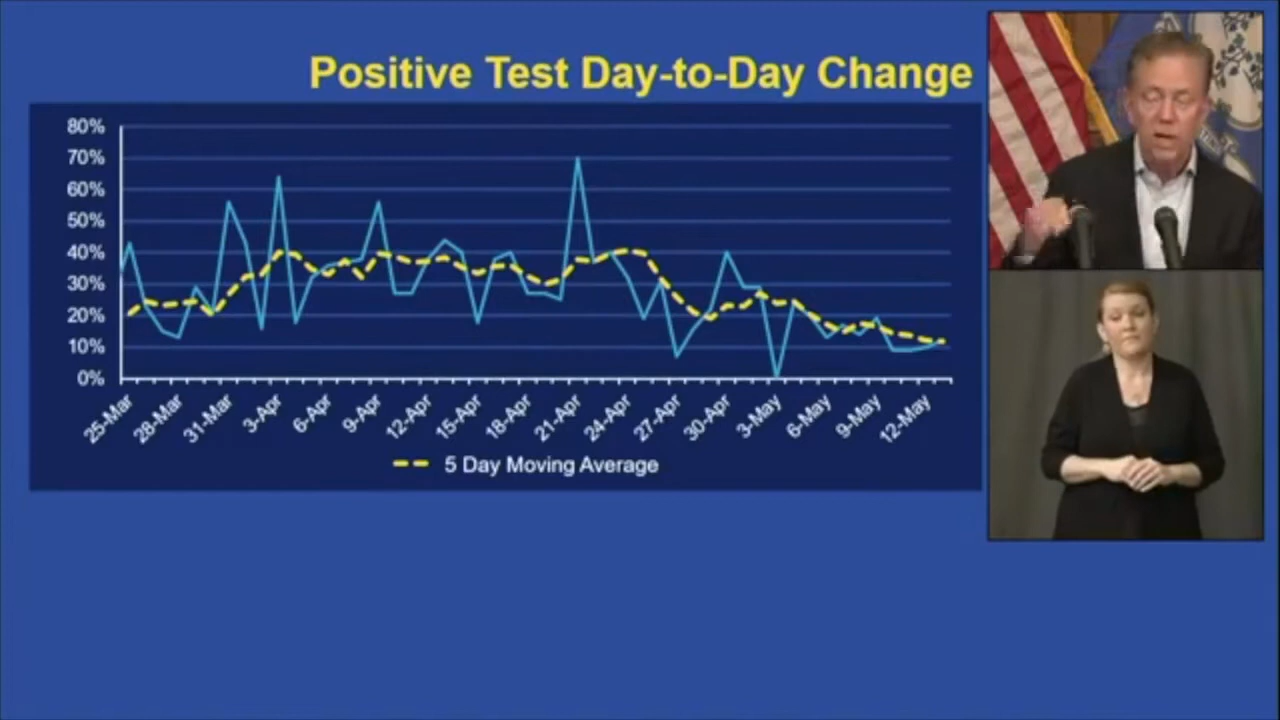 Positive Test Day-to-Day Change
80%
70%
60%
50%
40%
30%
20%
10%
0%
25-Mar
28-Mar
31-Mar
3-Apr
6-Apr
9-Apr
12-Apr
15-Apr
18-Apr
21-Apr
24-Apr
27-Apr
30-Apr
3-May
6-May
9-May
12-May
5 Day Moving Average